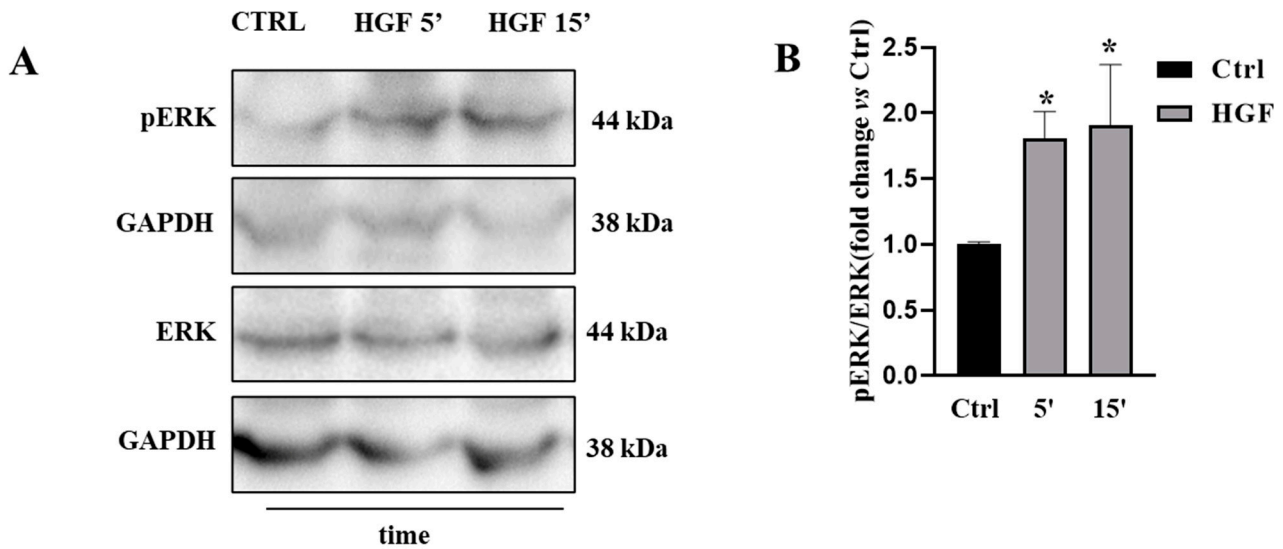 A
CTRL HGF 5’ HGF 15’
pERK 44 kDa
GAPDH 38 kDa
ERK 44 kDa
GAPDH 38 kDa
time
B
pERK/ERK(fold change vs Ctrl)
2.5
2.0
1.5
1.0
0.5
0.0
* *
Ctrl 5' 15'
Ctrl
HGF